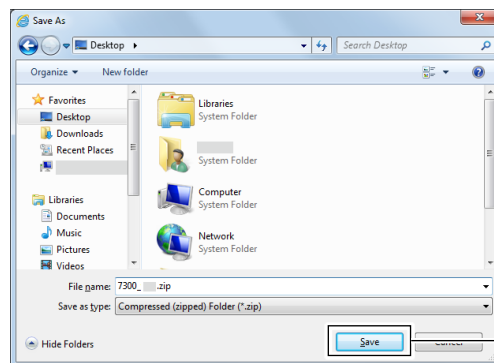 Save As
Desktop
Search Desktop
Organize
New folder
Favorites
Desktop
Downloads
Recent Places
Libraries
Documents
Music
Pictures
Videos
Libraries
System Folder
System Folder
Computer
System Folder
Network
System Folder
File name: 7300_ .zip
Save as type: Compressed (zipped) Folder (*.zip)
Hide Folders
Save